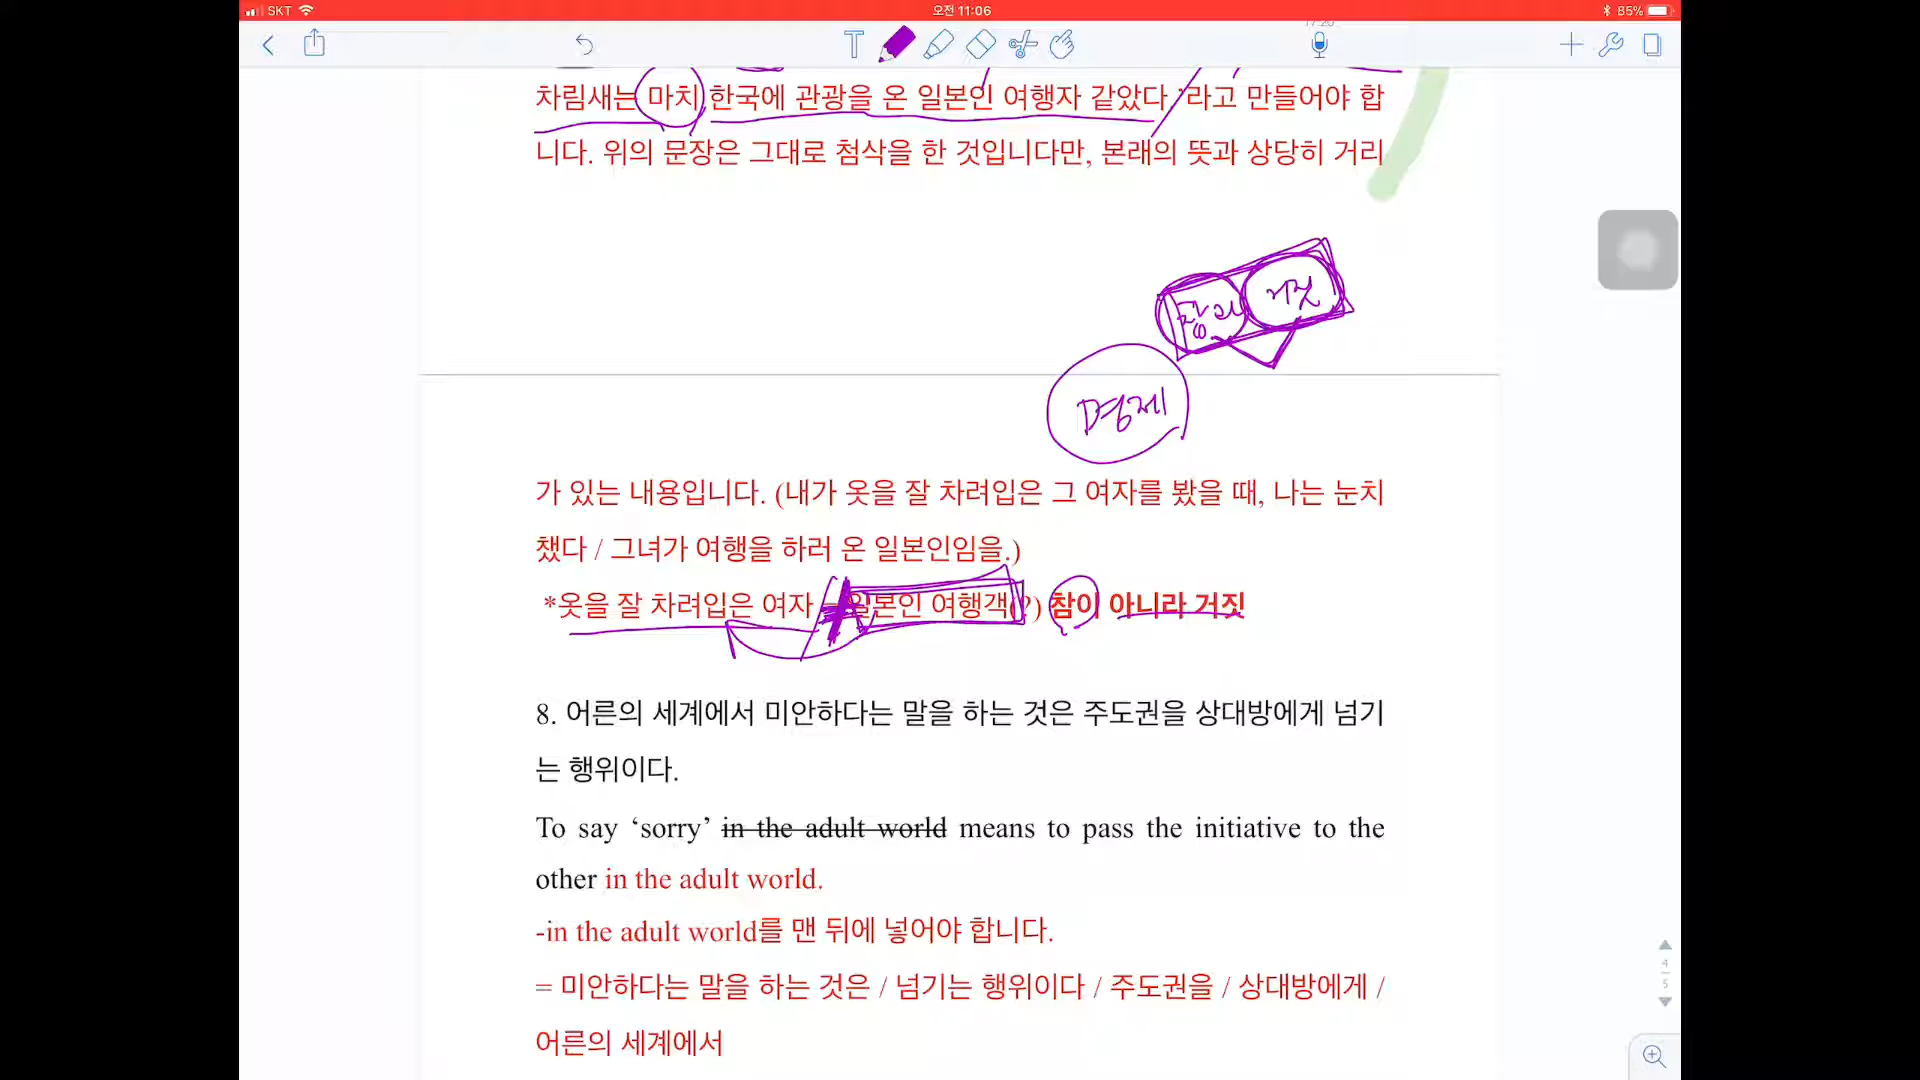 SKT 오전 11:06 85%
차림새는 마치 한국에 관광을 온 일본인 여행자 같았다.’라고 만들어야 합
니다. 위의 문장은 그대로 첨삭을 한 것입니다만, 본래의 뜻과 상당히 거리
거짓
명제
가 있는 내용입니다. (내가 옷을 잘 차려입은 그 여자를 봤을 때, 나는 눈치
챘다 / 그녀가 여행을 하러 온 일본인임을.)
*옷을 잘 차려입은 여자 = 일본인 여행객(?) 참이 아니라 거짓
8. 어른의 세계에서 미안하다는 말을 하는 것은 주도권을 상대방에게 넘기
는 행위이다.
To say ‘sorry’ in the adult world means to pass the initiative to the
other in the adult world.
-in the adult world를 맨 뒤에 넣어야 합니다.
= 미안하다는 말을 하는 것은 / 넘기는 행위이다 / 주도권을 / 상대방에게 /
어른의 세계에서
4
5